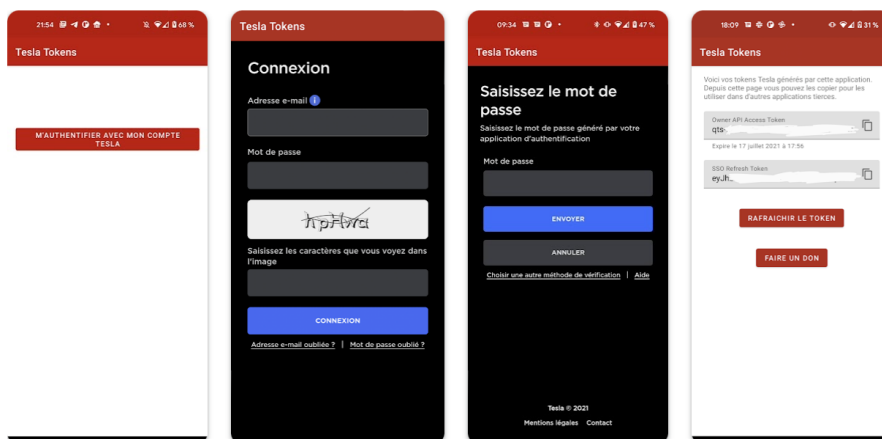 21:54
68 %
Tesla Tokens
M'AUTHENTIFIER AVEC MON COMPTE
TESLA
Tesla Tokens
Connexion
Adresse e-mail i
Mot de passe
hpHwa
Saisissez les caractères que vous voyez dans
l'image
CONNEXION
Adresse e-mail oubliée ? | Mot de passe oublié ?
09:34
47 %
Tesla Tokens
Saisissez le mot de
passe
Saisissez le mot de passe généré par votre
application d'authentification
Mot de passe
ENVOYER
ANNULER
Choisir une autre méthode de vérification | Aide
Tesla © 2021
Mentions légales Contact
18:09
31 %
Tesla Tokens
Voici vos tokens Tesla générés par cette application.
Depuis cette page vous pouvez les copier pour les
utiliser dans d'autres applications tierces.
Owner API Access Token
qts-
Expire le 17 juillet 2021 à 17:56
SSO Refresh Token
eyJh
RAFRAICHIR LE TOKEN
FAIRE UN DON